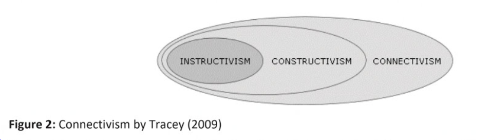 INSTRUCTIVISM CONSTRUCTIVISM CONNECTIVISM
Figure 2: Connectivism by Tracey (2009)